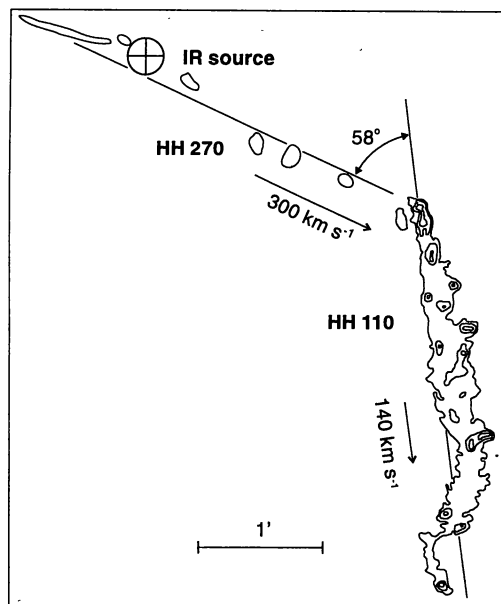 IR source
58°
HH 270
300 km s⁻¹
HH 110
140 km s⁻¹
1'